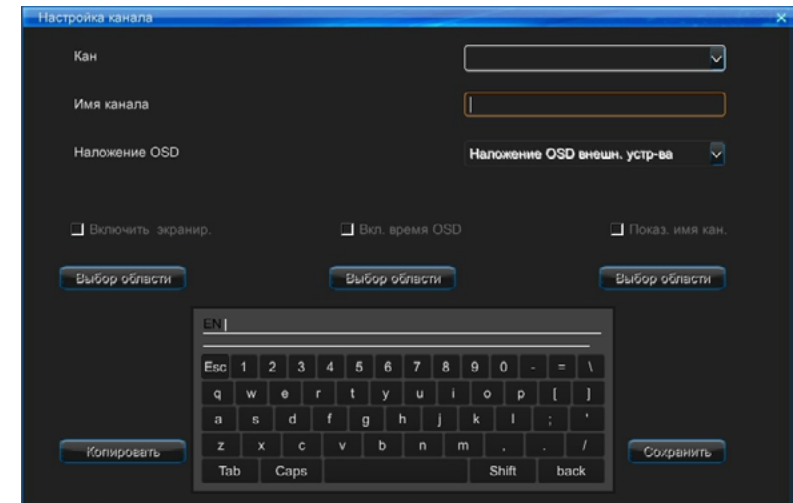 Настройка канала
Кан
Имя канала
Наложение OSD Наложение OSD внешн. устр-ва
Включить экранир. Вкл. время OSD Показ. имя кан.
Выбор области Выбор области Выбор области
EN
Esc 1 2 3 4 5 6 7 8 9 0 - = \
q w e r t y u i o p [ ]
a s d f g h j k l ; '
z x c v b n m , . /
Tab Caps Shift back
Копировать Сохранить